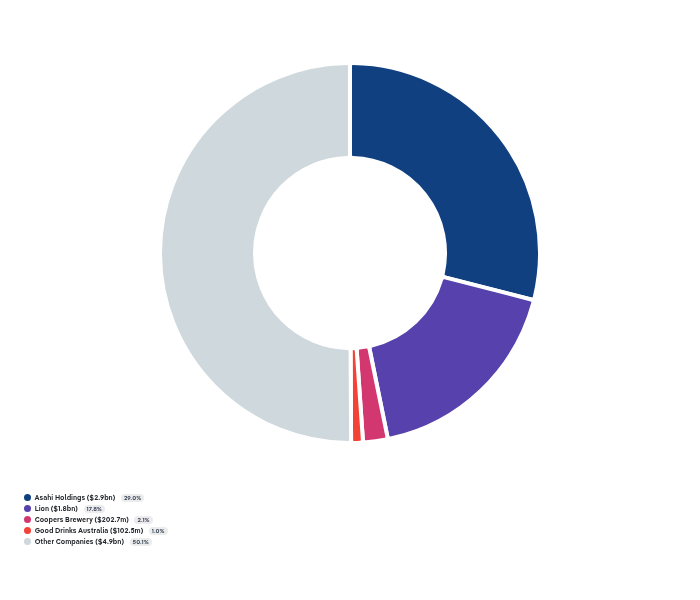 Asahi Holdings ($2.9bn) 29.0%
Lion ($1.8bn) 17.8%
Coopers Brewery ($202.7m) 2.1%
Good Drinks Australia ($102.5m) 1.0%
Other Companies ($4.9bn) 50.1%